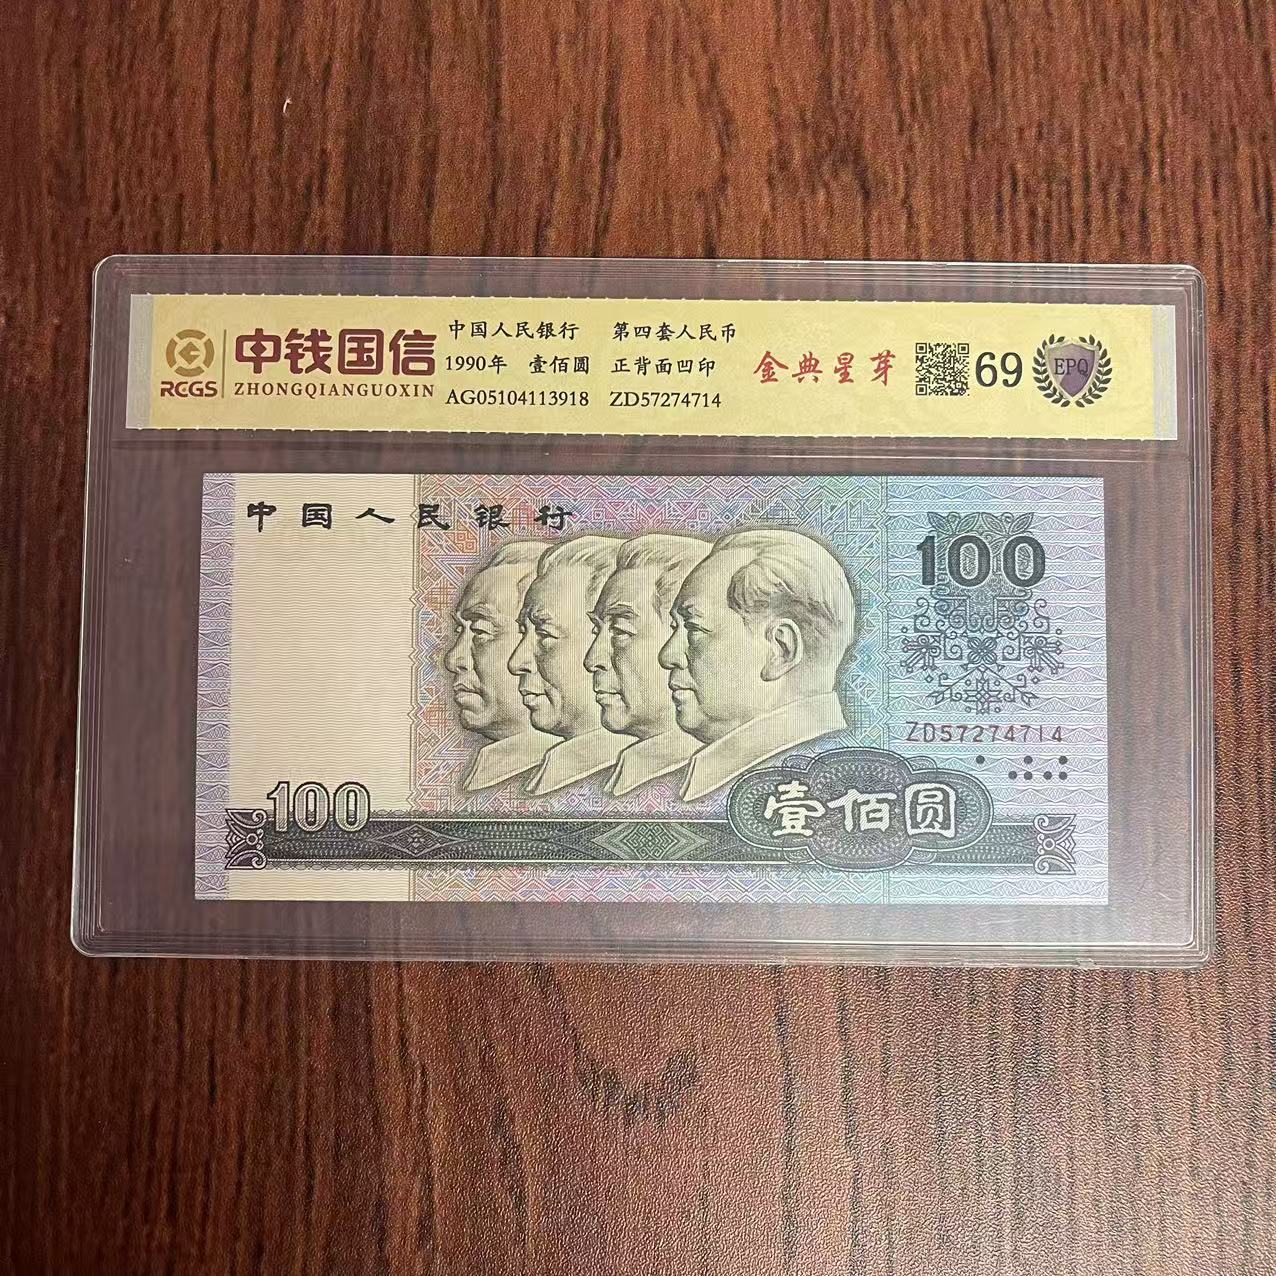 中钱国信
RCGS ZHONGQIANGUOXIN
中国人民银行 第四套人民币
1990年 壹佰圆 正背面凹印
AG05104113918 ZD57274714
金典星芽
69
EPQ
中国人民银行
100
ZD57274714
100
壹佰圆